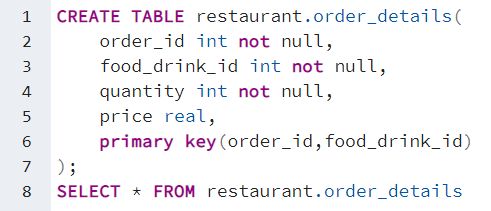 1 CREATE TABLE restaurant.order_details(
2     order_id int not null,
3     food_drink_id int not null,
4     quantity int not null,
5     price real,
6     primary key(order_id,food_drink_id)
7 );
8 SELECT * FROM restaurant.order_details